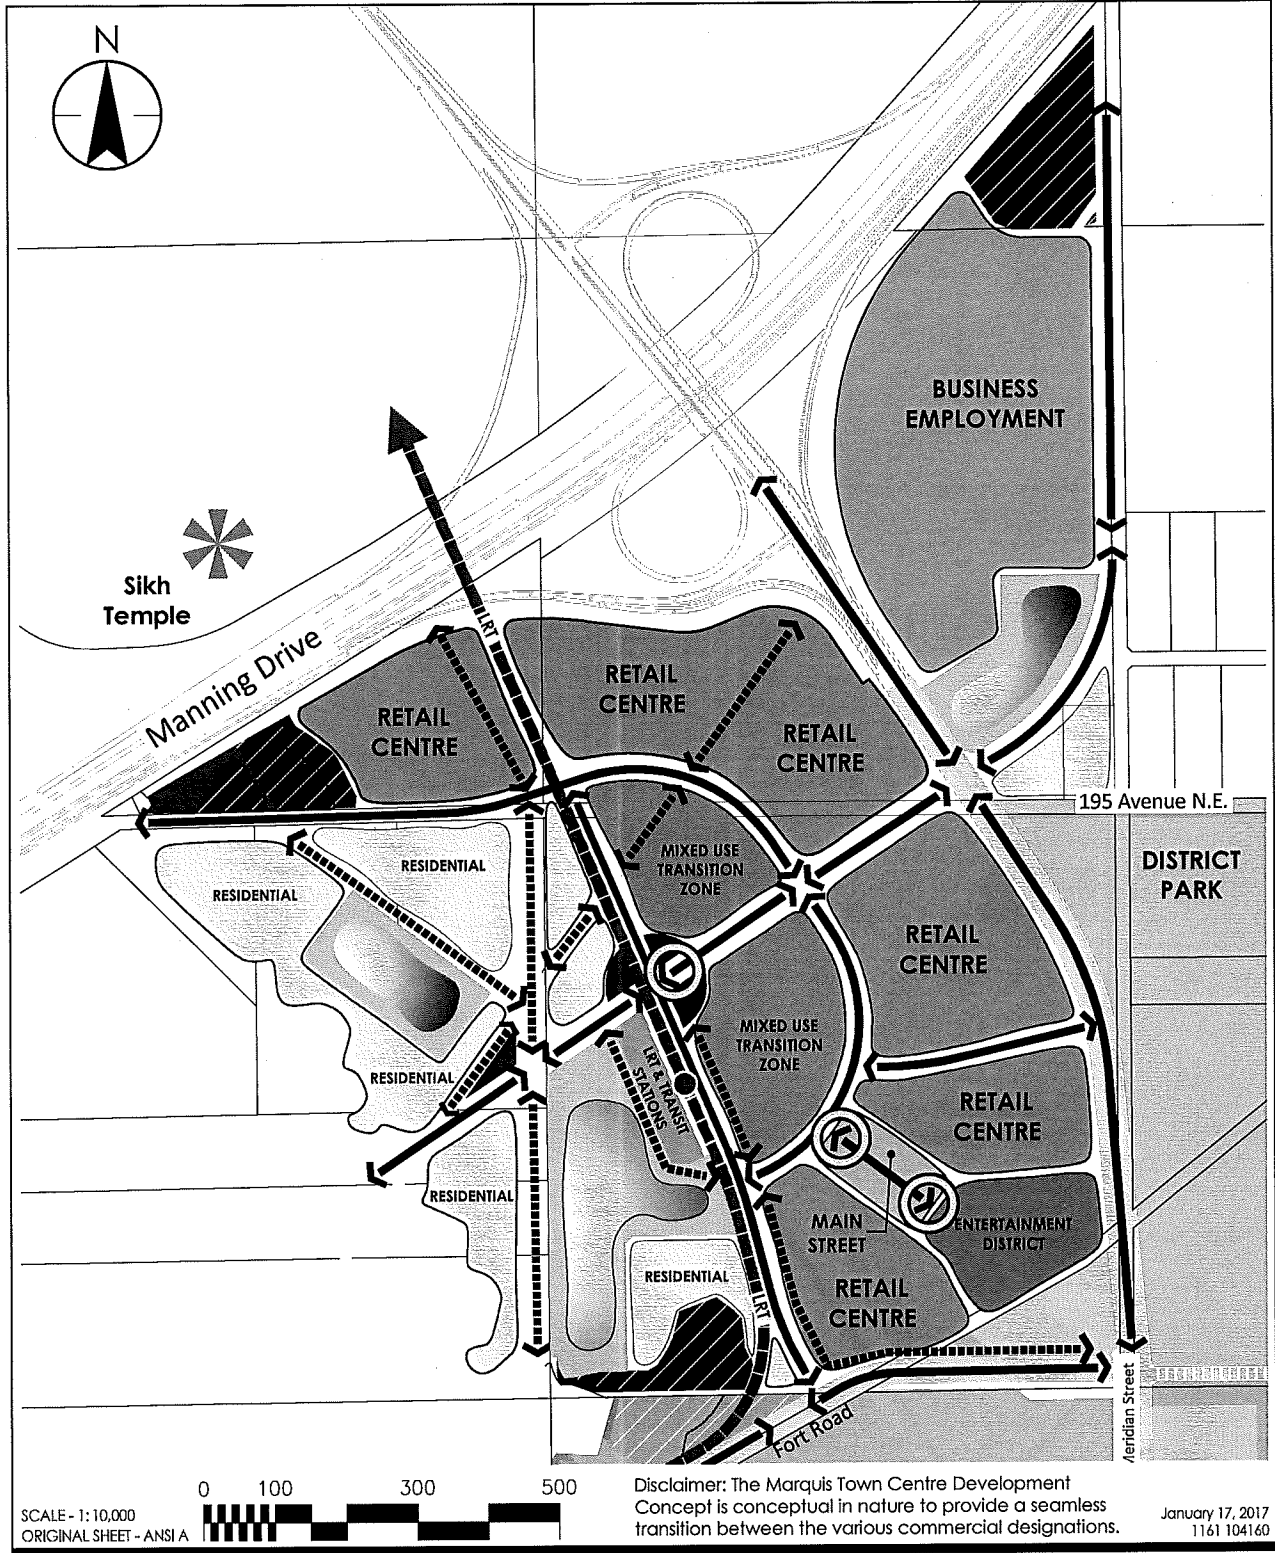 N
BUSINESS
EMPLOYMENT
Sikh
Temple
Manning Drive
LRT
RETAIL
CENTRE
RETAIL
CENTRE
RETAIL
CENTRE
195 Avenue N.E.
MIXED USE
TRANSITION
ZONE
DISTRICT
PARK
RESIDENTIAL
RESIDENTIAL
RETAIL
CENTRE
MIXED USE
TRANSITION
ZONE
LRT & TRANSIT
STATIONS
RESIDENTIAL
RETAIL
CENTRE
RESIDENTIAL
MAIN
STREET
ENTERTAINMENT
DISTRICT
RESIDENTIAL
LRT
RETAIL
CENTRE
Fort Road
Meridian Street
0 100 300 500
SCALE - 1:10,000
ORIGINAL SHEET - ANSI A
Disclaimer: The Marquis Town Centre Development
Concept is conceptual in nature to provide a seamless
transition between the various commercial designations.
January 17, 2017
1161 104160